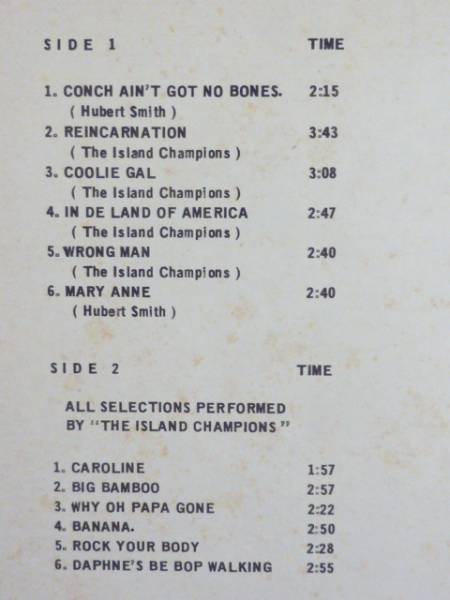 SIDE 1 TIME
1. CONCH AIN'T GOT NO BONES. 2:15
( Hubert Smith )
2. REINCARNATION 3:43
( The Island Champions )
3. COOLIE GAL 3:08
( The Island Champions )
4. IN DE LAND OF AMERICA 2:47
( The Island Champions )
5. WRONG MAN 2:40
( The Island Champions )
6. MARY ANNE 2:40
( Hubert Smith )
SIDE 2 TIME
ALL SELECTIONS PERFORMED
BY "THE ISLAND CHAMPIONS"
1. CAROLINE 1:57
2. BIG BAMBOO 2:57
3. WHY OH PAPA GONE 2:22
4. BANANA. 2:50
5. ROCK YOUR BODY 2:28
6. DAPHNE'S BE BOP WALKING 2:55